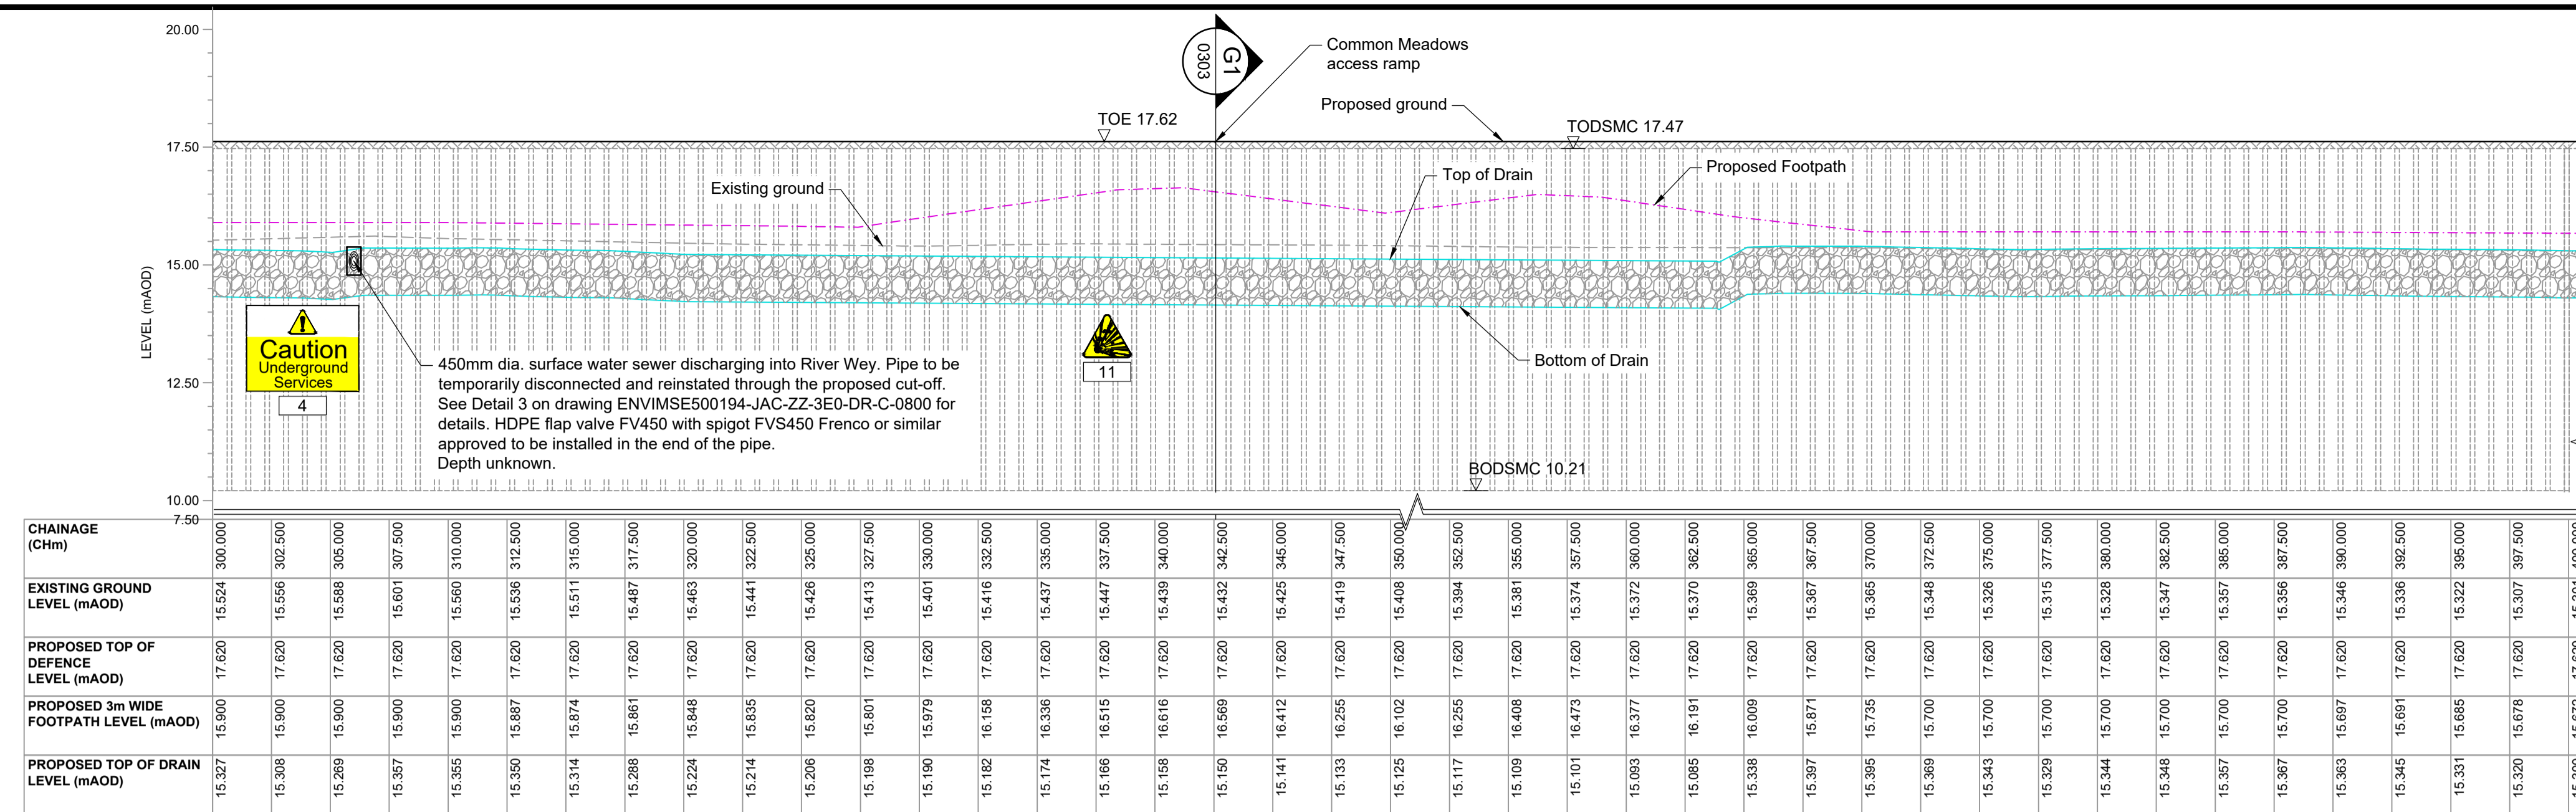 20.00
17.50
15.00
12.50
10.00
7.50
LEVEL (mAOD)
G1
0303
Common Meadows
access ramp
Proposed ground
TOE 17.62
TODSMC 17.47
Existing ground
Top of Drain
Proposed Footpath
Bottom of Drain
BODSMC 10.21
Caution
Underground
Services
4
11
450mm dia. surface water sewer discharging into River Wey. Pipe to be
temporarily disconnected and reinstated through the proposed cut-off.
See Detail 3 on drawing ENVIMSE500194-JAC-ZZ-3E0-DR-C-0800 for
details. HDPE flap valve FV450 with spigot FVS450 Frenco or similar
approved to be installed in the end of the pipe.
Depth unknown.
CHAINAGE
(CHm)
300.000 302.500 305.000 307.500 310.000 312.500 315.000 317.500 320.000 322.500 325.000 327.500 330.000 332.500 335.000 337.500 340.000 342.500 345.000 347.500 350.000 352.500 355.000 357.500 360.000 362.500 365.000 367.500 370.000 372.500 375.000 377.500 380.000 382.500 385.000 387.500 390.000 392.500 395.000 397.500
EXISTING GROUND
LEVEL (mAOD)
15.524 15.556 15.588 15.601 15.560 15.536 15.511 15.487 15.463 15.441 15.426 15.413 15.401 15.416 15.437 15.447 15.439 15.432 15.425 15.419 15.408 15.394 15.381 15.374 15.372 15.370 15.369 15.367 15.365 15.348 15.326 15.315 15.328 15.347 15.357 15.356 15.346 15.336 15.322 15.307
PROPOSED TOP OF
DEFENCE
LEVEL (mAOD)
17.620 17.620 17.620 17.620 17.620 17.620 17.620 17.620 17.620 17.620 17.620 17.620 17.620 17.620 17.620 17.620 17.620 17.620 17.620 17.620 17.620 17.620 17.620 17.620 17.620 17.620 17.620 17.620 17.620 17.620 17.620 17.620 17.620 17.620 17.620 17.620 17.620 17.620 17.620 17.620
PROPOSED 3m WIDE
FOOTPATH LEVEL (mAOD)
15.900 15.900 15.900 15.900 15.900 15.887 15.874 15.861 15.848 15.835 15.820 15.801 15.979 16.158 16.336 16.515 16.616 16.569 16.412 16.255 16.102 16.255 16.408 16.473 16.377 16.191 16.009 15.871 15.735 15.700 15.700 15.700 15.700 15.700 15.700 15.700 15.697 15.691 15.685 15.678
PROPOSED TOP OF DRAIN
LEVEL (mAOD)
15.327 15.308 15.269 15.357 15.355 15.350 15.314 15.288 15.224 15.214 15.206 15.198 15.190 15.182 15.174 15.166 15.158 15.150 15.141 15.133 15.125 15.117 15.109 15.101 15.093 15.085 15.338 15.397 15.395 15.369 15.343 15.329 15.344 15.348 15.357 15.367 15.363 15.345 15.331 15.320